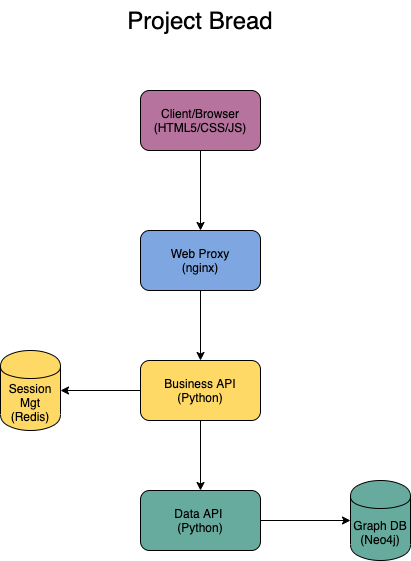 Project Bread
Client/Browser
(HTML5/CSS/JS)
Web Proxy
(nginx)
Business API
(Python)
Session
Mgt
(Redis)
Data API
(Python)
Graph DB
(Neo4j)